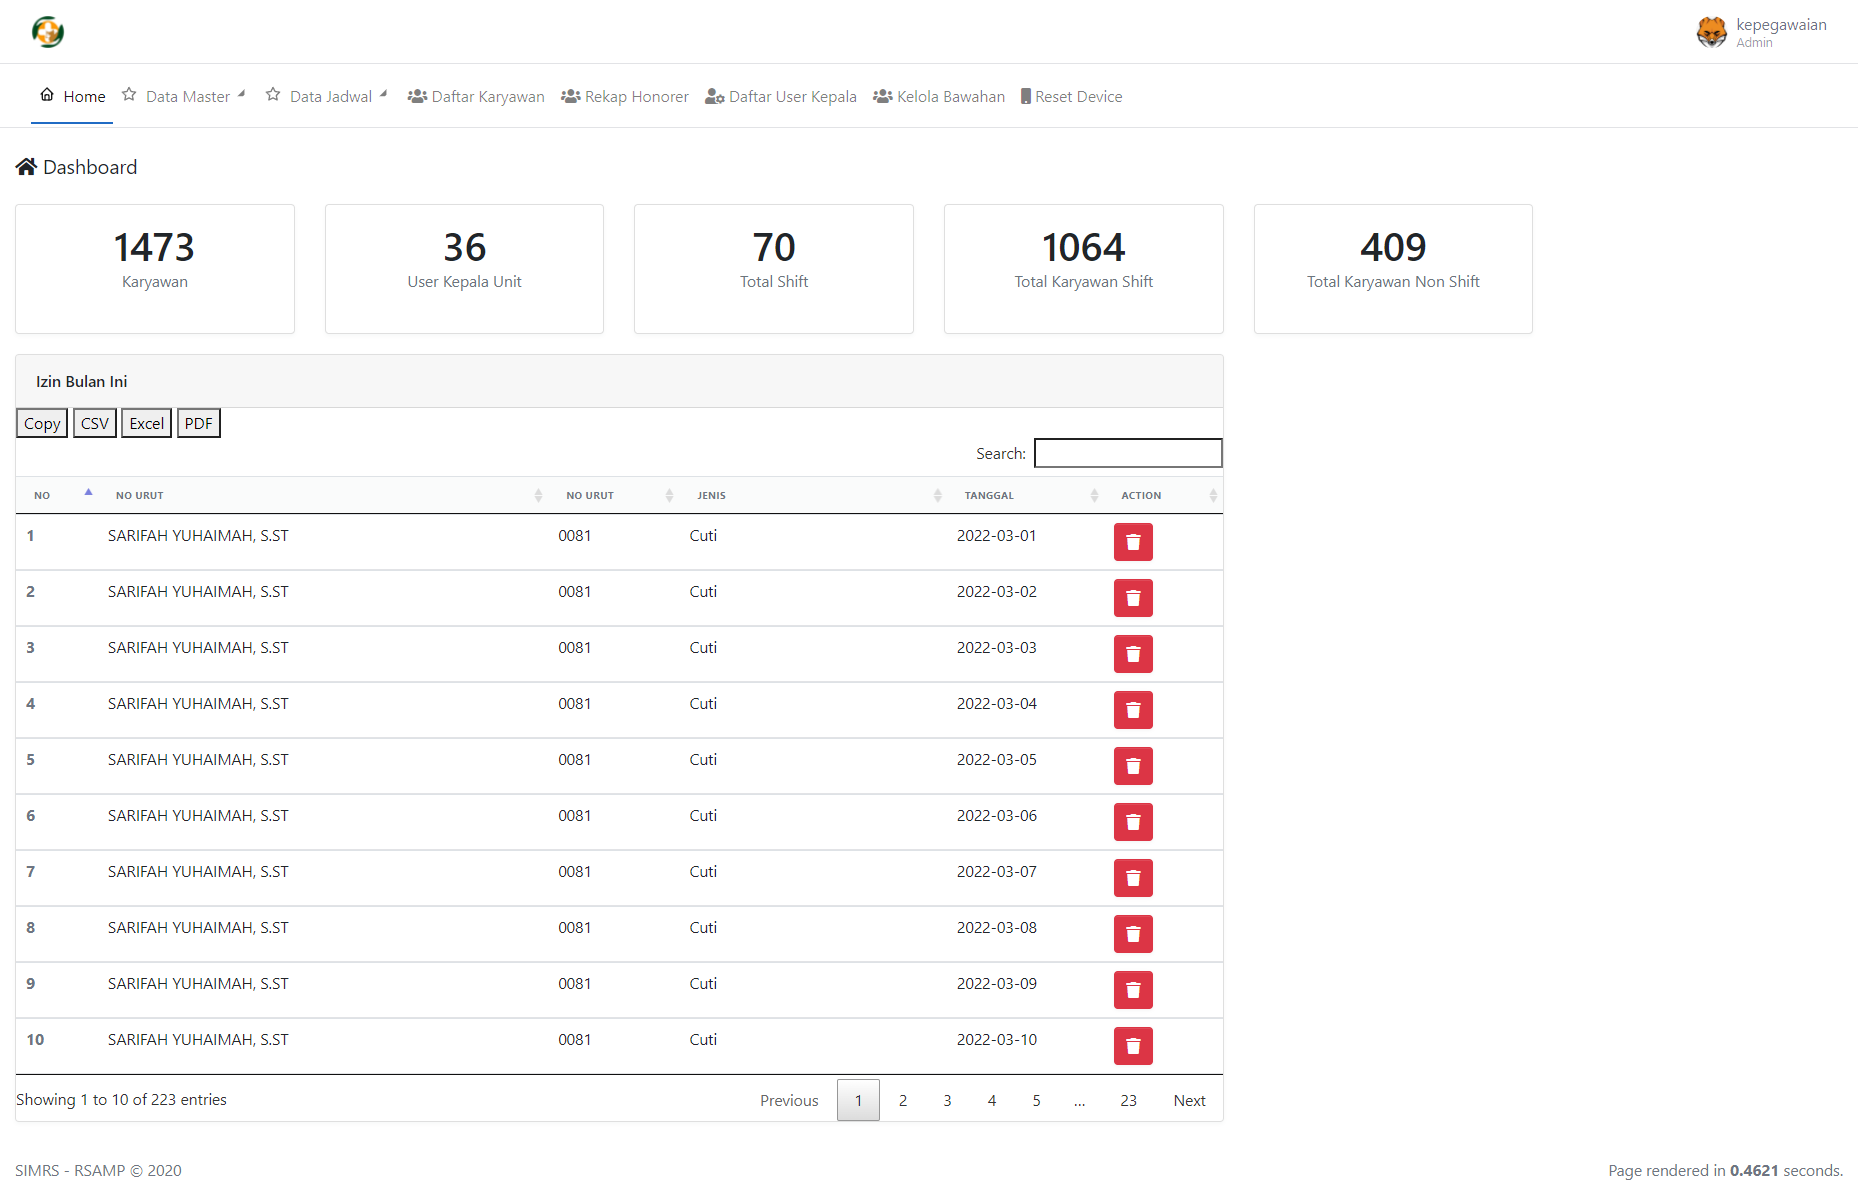 kepegawaian
Admin
Home Data Master Data Jadwal Daftar Karyawan Rekap Honorer Daftar User Kepala Kelola Bawahan Reset Device
Dashboard
1473
Karyawan
36
User Kepala Unit
70
Total Shift
1064
Total Karyawan Shift
409
Total Karyawan Non Shift
Izin Bulan Ini
Copy CSV Excel PDF
Search:
NO NO URUT NO URUT JENIS TANGGAL ACTION
1 SARIFAH YUHAIMAH, S.ST 0081 Cuti 2022-03-01
2 SARIFAH YUHAIMAH, S.ST 0081 Cuti 2022-03-02
3 SARIFAH YUHAIMAH, S.ST 0081 Cuti 2022-03-03
4 SARIFAH YUHAIMAH, S.ST 0081 Cuti 2022-03-04
5 SARIFAH YUHAIMAH, S.ST 0081 Cuti 2022-03-05
6 SARIFAH YUHAIMAH, S.ST 0081 Cuti 2022-03-06
7 SARIFAH YUHAIMAH, S.ST 0081 Cuti 2022-03-07
8 SARIFAH YUHAIMAH, S.ST 0081 Cuti 2022-03-08
9 SARIFAH YUHAIMAH, S.ST 0081 Cuti 2022-03-09
10 SARIFAH YUHAIMAH, S.ST 0081 Cuti 2022-03-10
Showing 1 to 10 of 223 entries Previous 1 2 3 4 5 ... 23 Next
SIMRS - RSAMP © 2020 Page rendered in 0.4621 seconds.